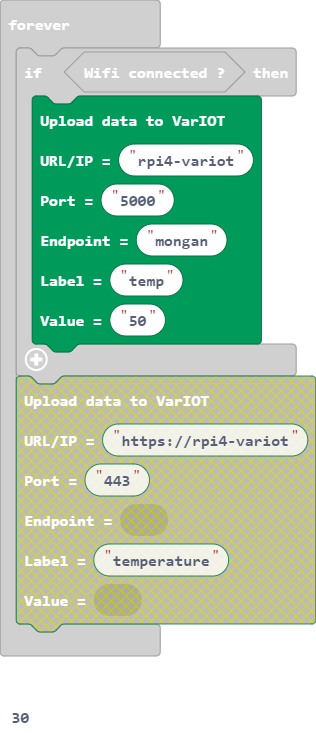 forever
if Wifi connected ? then
Upload data to VarIOT
URL/IP = "rpi4-variot"
Port = "5000"
Endpoint = "mongan"
Label = "temp"
Value = "50"
Upload data to VarIOT
URL/IP = "https://rpi4-variot"
Port = "443"
Endpoint =
Label = "temperature"
Value =
30